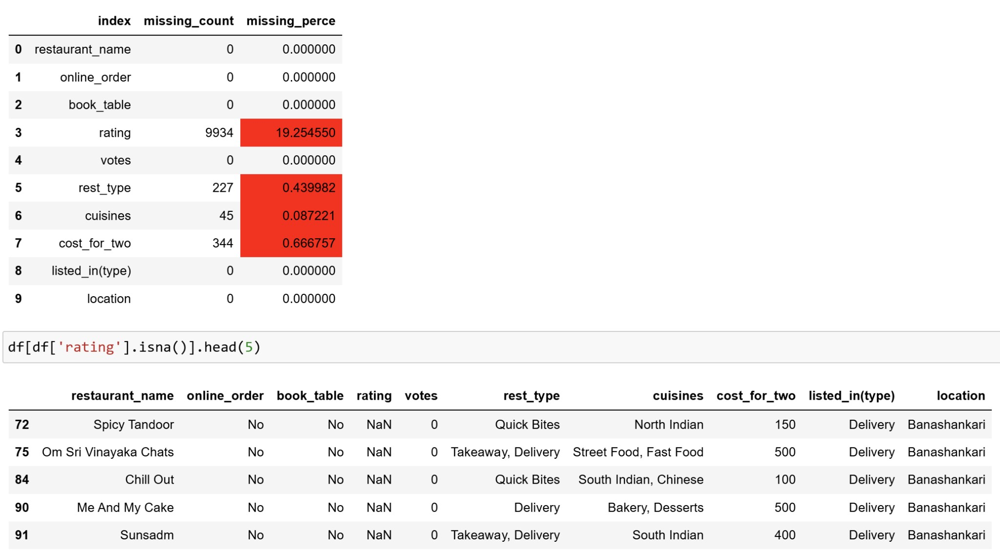 index missing_count missing_perce
0 restaurant_name 0 0.000000
1 online_order 0 0.000000
2 book_table 0 0.000000
3 rating 9934 19.254550
4 votes 0 0.000000
5 rest_type 227 0.439982
6 cuisines 45 0.087221
7 cost_for_two 344 0.666757
8 listed_in(type) 0 0.000000
9 location 0 0.000000
df[df['rating'].isna()].head(5)
restaurant_name online_order book_table rating votes rest_type cuisines cost_for_two listed_in(type) location
72 Spicy Tandoor No No NaN 0 Quick Bites North Indian 150 Delivery Banashankari
75 Om Sri Vinayaka Chats No No NaN 0 Takeaway, Delivery Street Food, Fast Food 500 Delivery Banashankari
84 Chill Out No No NaN 0 Quick Bites South Indian, Chinese 100 Delivery Banashankari
90 Me And My Cake No No NaN 0 Delivery Bakery, Desserts 500 Delivery Banashankari
91 Sunsadm No No NaN 0 Takeaway, Delivery South Indian 400 Delivery Banashankari